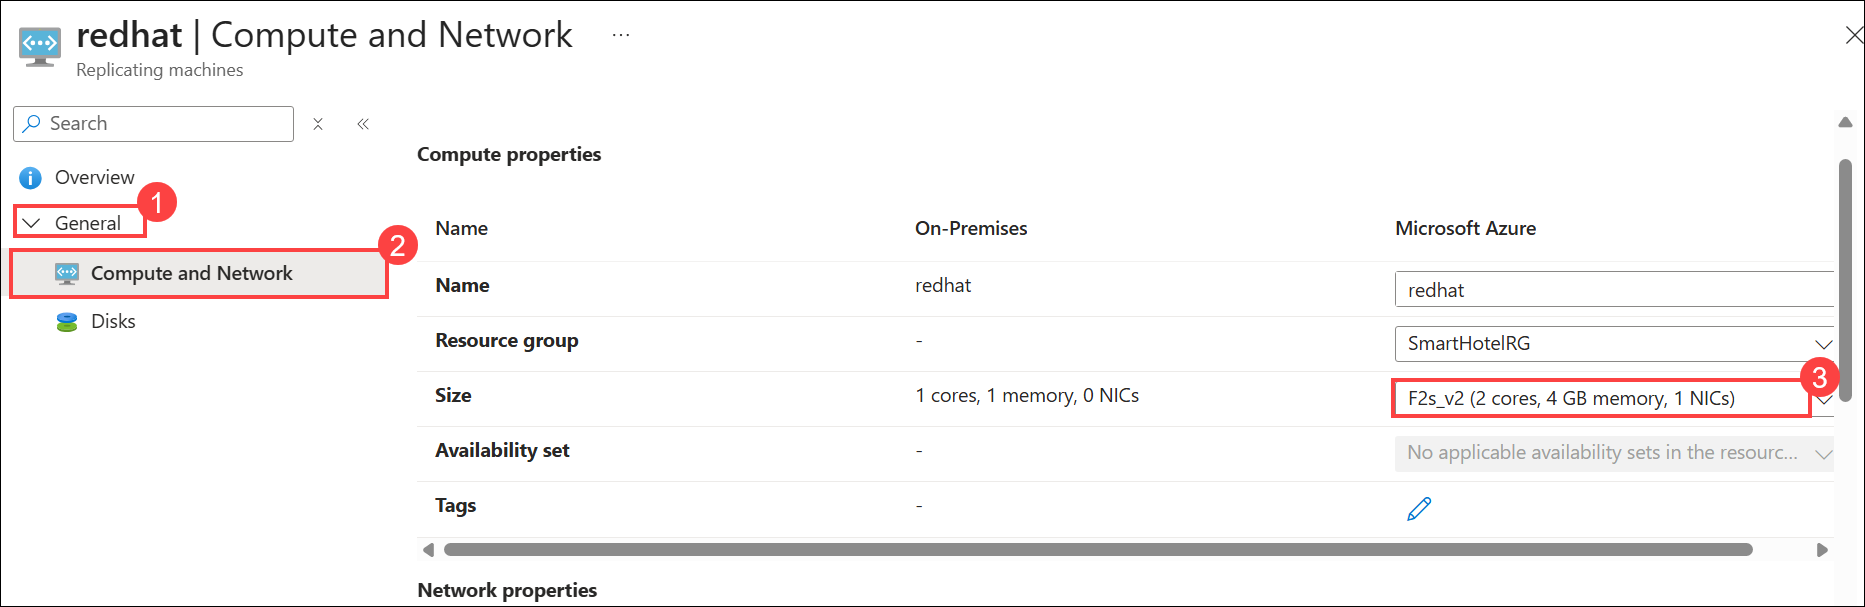 redhat | Compute and Network ...
Replicating machines
Search
Overview
1
General
2
Compute and Network
Disks
Compute properties
Name On-Premises Microsoft Azure
Name redhat redhat
Resource group - SmartHotelRG
3
Size 1 cores, 1 memory, 0 NICs F2s_v2 (2 cores, 4 GB memory, 1 NICs)
Availability set - No applicable availability sets in the resourc...
Tags -
Network properties